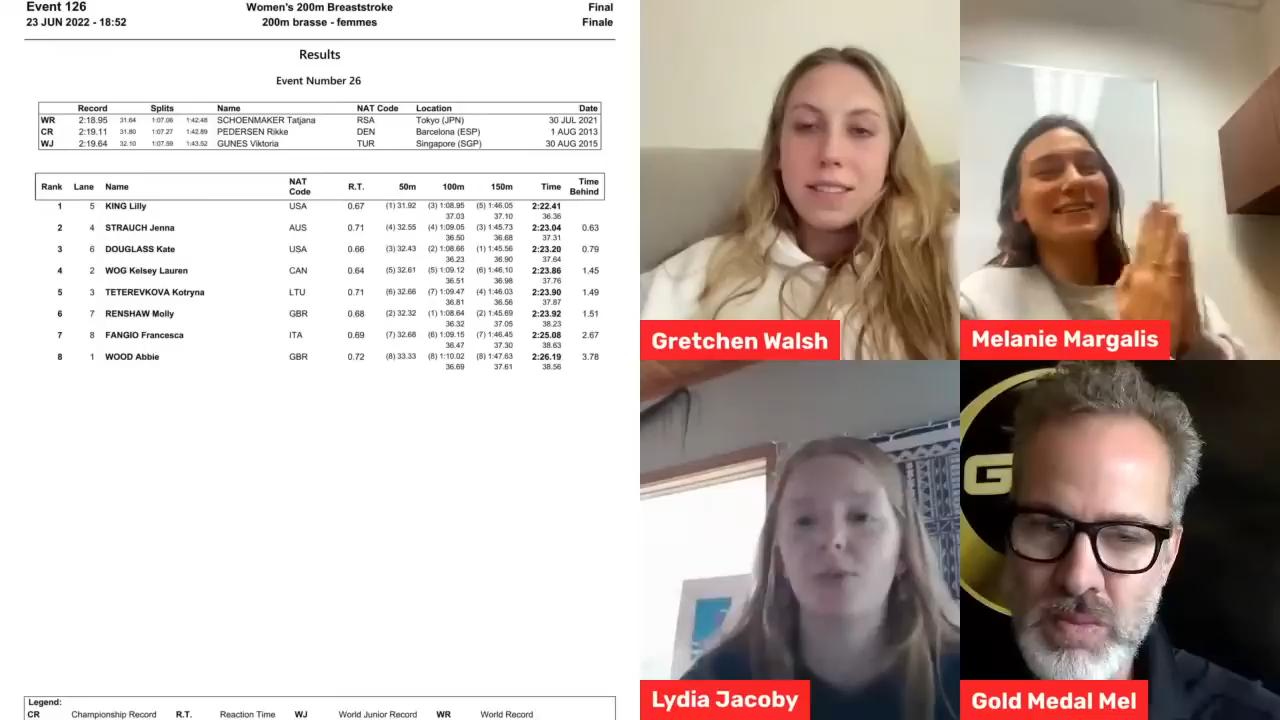 Event 126 Women's 200m Breaststroke Final
23 JUN 2022 - 18:52 200m brasse - femmes Finale
Results
Event Number 26
Record Splits Name NAT Code Location Date
WR 2:18.95 31.64 1:07.06 1:42.48 SCHOENMAKER Tatjana RSA Tokyo (JPN) 30 JUL 2021
CR 2:19.11 31.80 1:07.27 1:42.89 PEDERSEN Rikke DEN Barcelona (ESP) 1 AUG 2013
WJ 2:19.64 32.10 1:07.59 1:43.52 GUNES Viktoria TUR Singapore (SGP) 30 AUG 2015
Rank Lane Name NAT Code R.T. 50m 100m 150m Time Time Behind
1 5 KING Lilly USA 0.67 (1) 31.92 (3) 1:08.95 (5) 1:46.05 2:22.41
37.03 37.10 36.36
2 4 STRAUCH Jenna AUS 0.71 (4) 32.55 (4) 1:09.05 (3) 1:45.73 2:23.04 0.63
36.50 36.68 37.31
3 6 DOUGLASS Kate USA 0.66 (3) 32.43 (2) 1:08.66 (1) 1:45.56 2:23.20 0.79
36.23 36.90 37.64
4 2 WOG Kelsey Lauren CAN 0.64 (5) 32.61 (5) 1:09.12 (6) 1:46.10 2:23.86 1.45
36.51 36.98 37.76
5 3 TETEREVKOVA Kotryna LTU 0.71 (6) 32.66 (7) 1:09.47 (4) 1:46.03 2:23.90 1.49
36.81 36.56 37.87
6 7 RENSHAW Molly GBR 0.68 (2) 32.32 (1) 1:08.64 (2) 1:45.69 2:23.92 1.51
36.32 37.05 38.23
7 8 FANGIO Francesca ITA 0.69 (7) 32.68 (6) 1:09.15 (7) 1:46.45 2:25.08 2.67
36.47 37.30 38.63
8 1 WOOD Abbie GBR 0.72 (8) 33.33 (8) 1:10.02 (8) 1:47.63 2:26.19 3.78
36.69 37.61 38.56
Legend:
CR Championship Record R.T. Reaction Time WJ World Junior Record WR World Record
Gretchen Walsh
Melanie Margalis
G
Lydia Jacoby
Gold Medal Mel